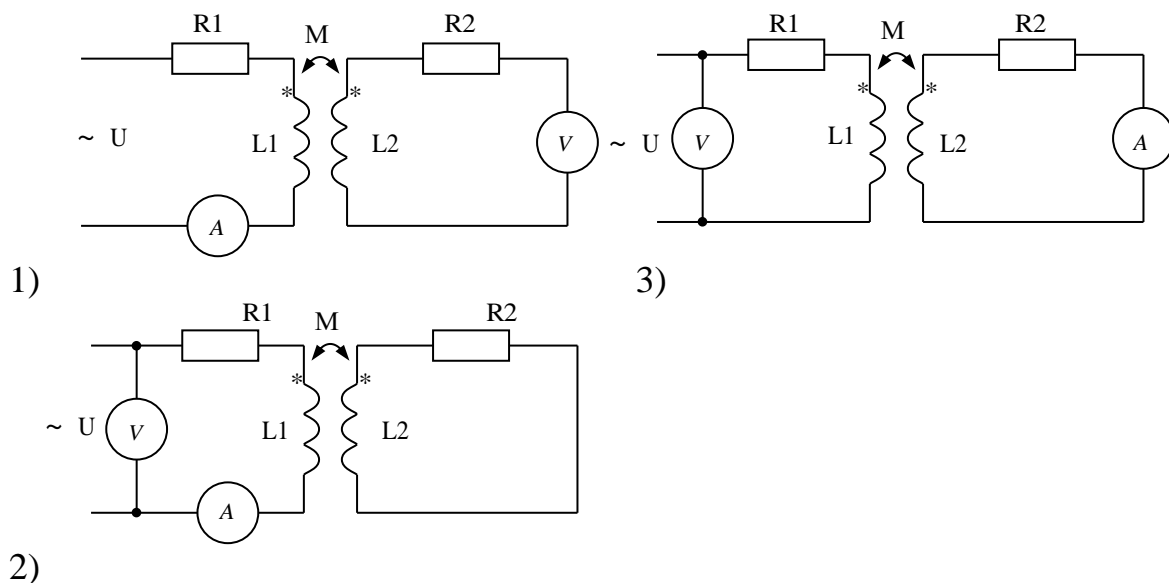 R1 M R2
* *
~ U L1 L2 V
A
1)
R1 M R2
* *
~ U V L1 L2 A
3)
R1 M R2
* *
~ U V L1 L2
A
2)